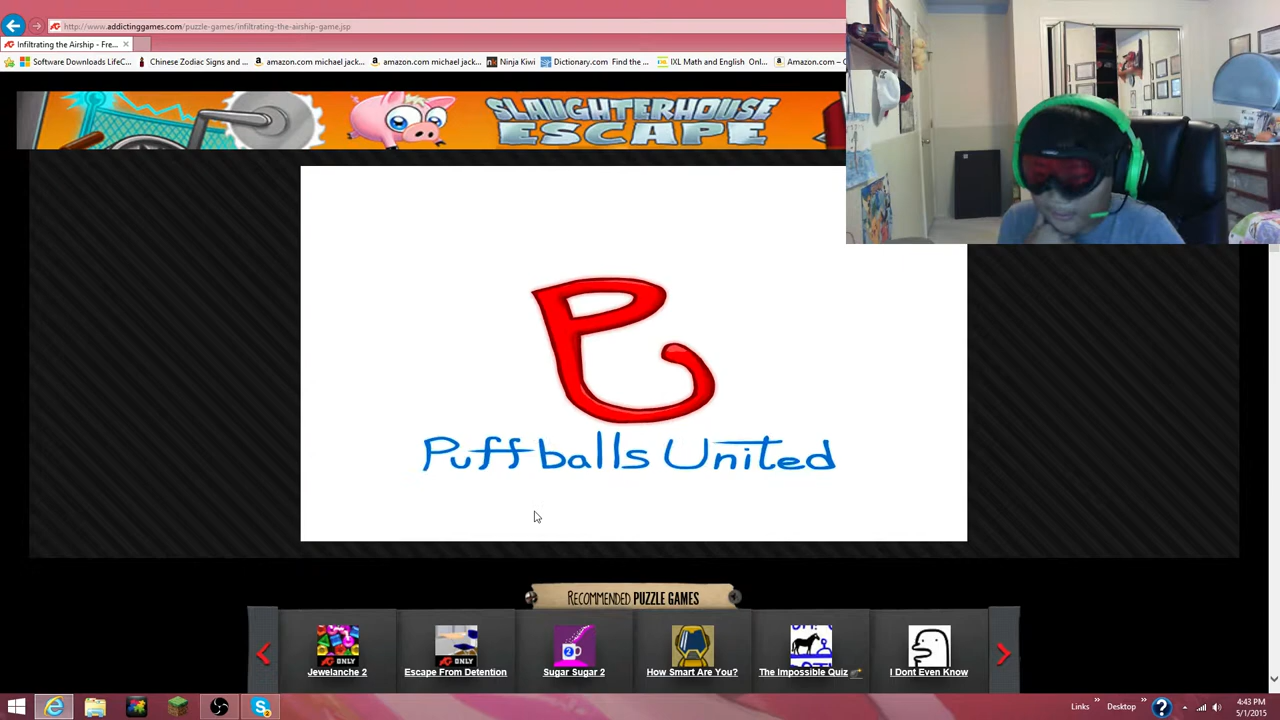 http://www.addictinggames.com/puzzle-games/infiltrating-the-airship-game.jsp
Infiltrating the Airship - Fre...
Software Downloads LifeC...
Chinese Zodiac Signs and ...
amazon.com michael jack...
amazon.com michael jack...
Ninja Kiwi
Dictionary.com Find the ...
IXL Math and English Onl...
Amazon.com – O
SLAUGHTERHOUSE
ESCAPE
Puffballs United
RECOMMENDED PUZZLE GAMES
AG ONLY
AG ONLY
2
Jewelanche 2
Escape From Detention
Sugar Sugar 2
How Smart Are You?
The Impossible Quiz
I Dont Even Know
Links
Desktop
4:43 PM
5/1/2015